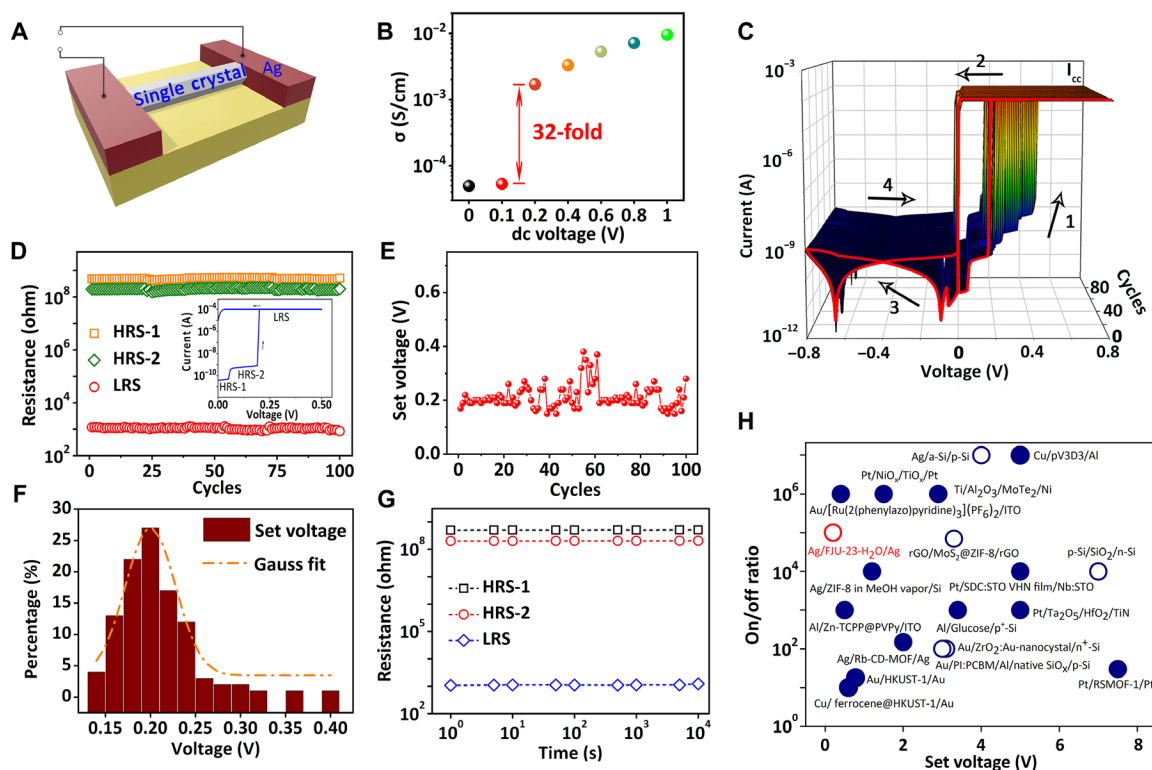 A
Single crystal
Ag
B
σ (S/cm)
10⁻²
10⁻³
10⁻⁴
32-fold
0
0.1
0.2
0.4
0.6
0.8
1
dc voltage (V)
C
Current (A)
10⁻³
10⁻⁶
10⁻⁹
10⁻¹²
2
I_cc
4
1
3
−0.8
−0.4
0
0.4
0.8
Voltage (V)
80
40
0
Cycles
D
Resistance (ohm)
10⁸
10⁶
10⁴
10²
HRS-1
HRS-2
LRS
Current (A)
10⁻⁴
10⁻⁶
10⁻⁸
10⁻¹⁰
LRS
HRS-1
HRS-2
0.00
0.25
0.50
Voltage (V)
1
25
50
75
100
Cycles
E
Set voltage (V)
0.6
0.4
0.2
0.0
0
20
40
60
80
100
Cycles
F
Percentage (%)
30
20
10
0
Set voltage
Gauss fit
0.15
0.20
0.25
0.30
0.35
0.40
Voltage (V)
G
Resistance (ohm)
10⁸
10⁵
10²
HRS-1
HRS-2
LRS
10⁰
10¹
10²
10³
10⁴
Time (s)
H
On/off ratio
10⁶
10⁴
10²
10⁰
Ag/a-Si/p-Si
Cu/pV3D3/Al
Pt/NiOₓ/TiOₓ/Pt
Ti/Al₂O₃/MoTe₂/Ni
Au/[Ru(2(phenylazo)pyridine)₃](PF₆)₂/ITO
Ag/FJU-23-H₂O/Ag
rGO/MoS₂@ZIF-8/rGO
p-Si/SiO₂/n-Si
Ag/ZIF-8 in MeOH vapor/Si
Pt/SDC:STO VHN film/Nb:STO
Pt/Ta₂O₅/HfO₂/TiN
Al/Zn-TCPP@PVPy/ITO
Al/Glucose/p⁺-Si
Au/ZrO₂:Au-nanocrystal/n⁺-Si
Ag/Rb-CD-MOF/Ag
Au/PI:PCBM/Al/native SiOₓ/p-Si
Au/HKUST-1/Au
Pt/RSMOF-1/Pt
Cu/ ferrocene@HKUST-1/Au
0
2
4
6
8
Set voltage (V)